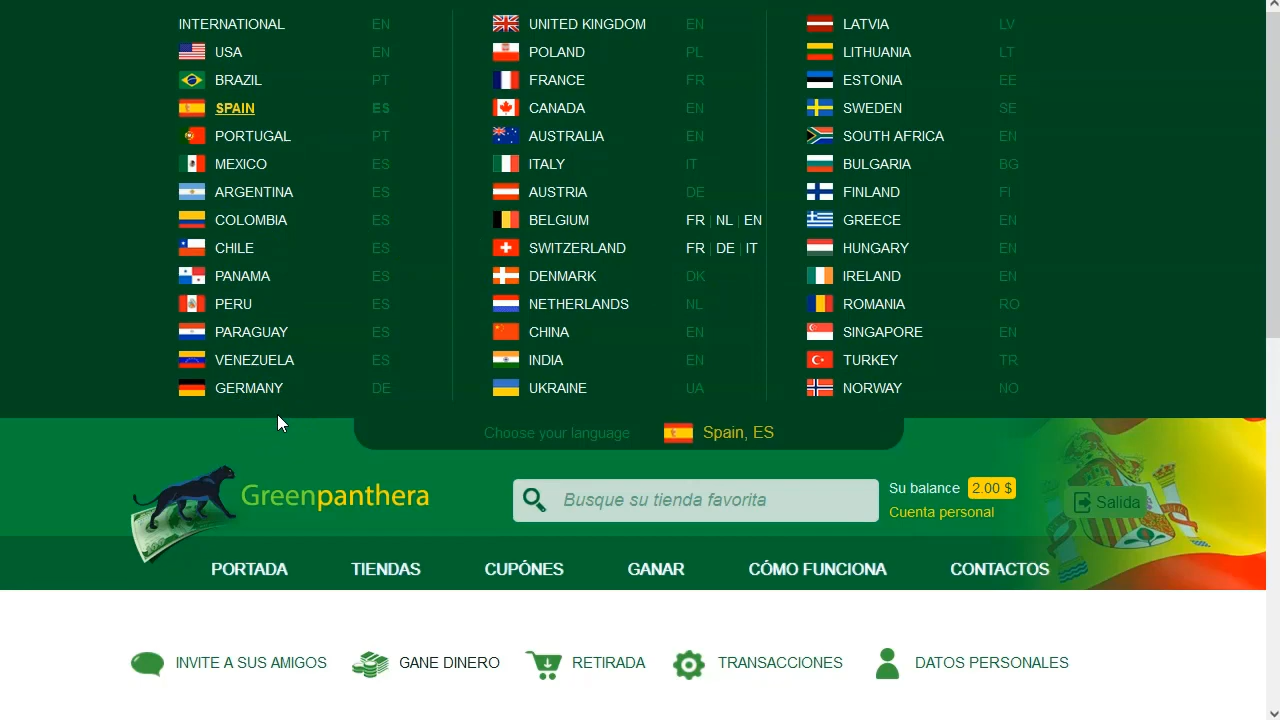 INTERNATIONAL EN
USA EN
BRAZIL PT
SPAIN ES
PORTUGAL PT
MEXICO ES
ARGENTINA ES
COLOMBIA ES
CHILE ES
PANAMA ES
PERU ES
PARAGUAY ES
VENEZUELA ES
GERMANY DE
UNITED KINGDOM EN
POLAND PL
FRANCE FR
CANADA EN
AUSTRALIA EN
ITALY IT
AUSTRIA DE
BELGIUM FR | NL | EN
SWITZERLAND FR | DE | IT
DENMARK DK
NETHERLANDS NL
CHINA EN
INDIA EN
UKRAINE UA
LATVIA LV
LITHUANIA LT
ESTONIA EE
SWEDEN SE
SOUTH AFRICA EN
BULGARIA BG
FINLAND FI
GREECE EN
HUNGARY EN
IRELAND EN
ROMANIA RO
SINGAPORE EN
TURKEY TR
NORWAY NO
Choose your language Spain, ES
Greenpanthera
Busque su tienda favorita
Su balance 2.00 $
Cuenta personal
Salida
PORTADA TIENDAS CUPÓNES GANAR CÓMO FUNCIONA CONTACTOS
INVITE A SUS AMIGOS GANE DINERO RETIRADA TRANSACCIONES DATOS PERSONALES